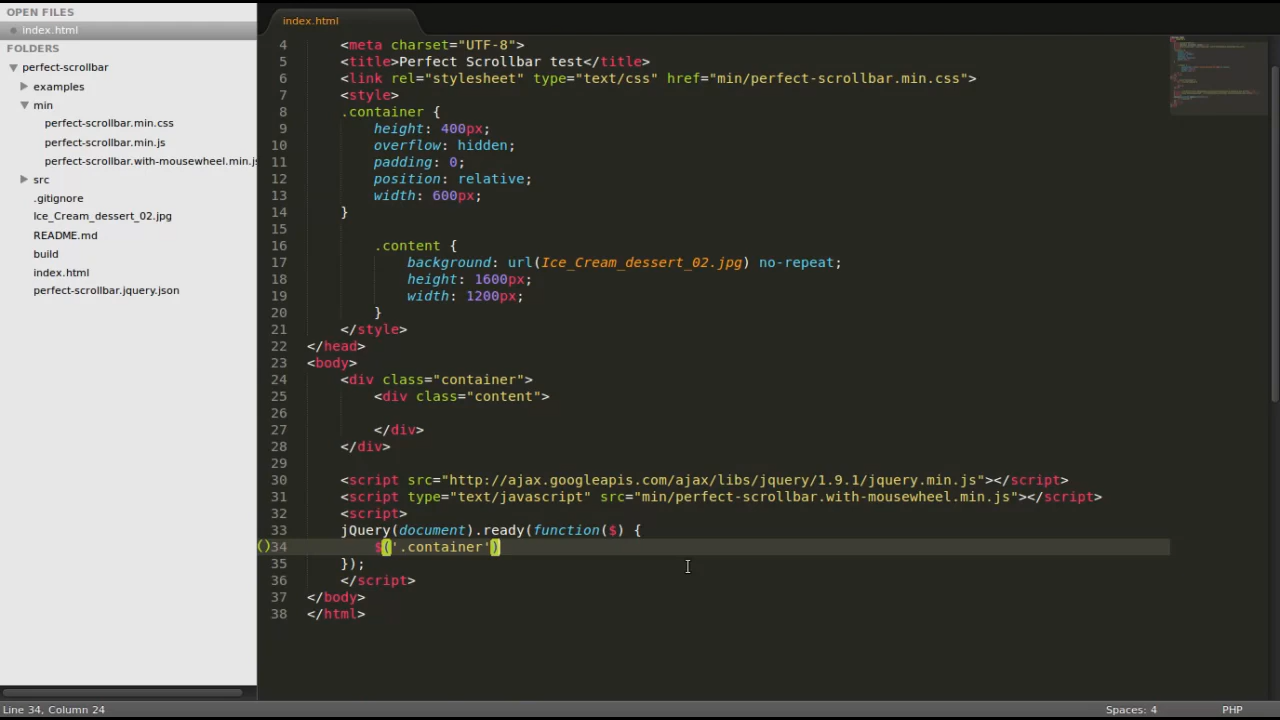 OPEN FILES
index.html
FOLDERS
perfect-scrollbar
examples
min
perfect-scrollbar.min.css
perfect-scrollbar.min.js
perfect-scrollbar.with-mousewheel.min.js
src
.gitignore
Ice_Cream_dessert_02.jpg
README.md
build
index.html
perfect-scrollbar.jquery.json
index.html
4 <meta charset="UTF-8">
5 <title>Perfect Scrollbar test</title>
6 <link rel="stylesheet" type="text/css" href="min/perfect-scrollbar.min.css">
7 <style>
8 .container {
9 height: 400px;
10 overflow: hidden;
11 padding: 0;
12 position: relative;
13 width: 600px;
14 }
15
16 .content {
17 background: url(Ice_Cream_dessert_02.jpg) no-repeat;
18 height: 1600px;
19 width: 1200px;
20 }
21 </style>
22 </head>
23 <body>
24 <div class="container">
25 <div class="content">
26
27 </div>
28 </div>
29
30 <script src="http://ajax.googleapis.com/ajax/libs/jquery/1.9.1/jquery.min.js"></script>
31 <script type="text/javascript" src="min/perfect-scrollbar.with-mousewheel.min.js"></script>
32 <script>
33 jQuery(document).ready(function($) {
()34 $('.container')
35 });
36 </script>
37 </body>
38 </html>
Line 34, Column 24
Spaces: 4
PHP